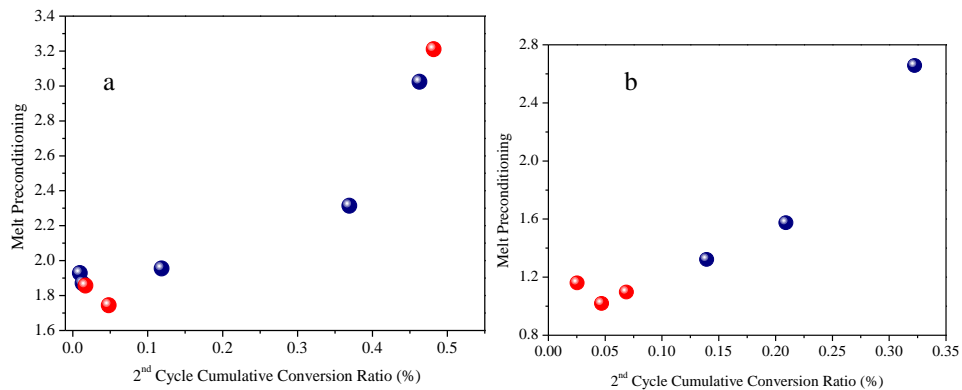 a
3.4
3.2
3.0
2.8
2.6
2.4
2.2
2.0
1.8
1.6
Melt Preconditioning
0.0 0.1 0.2 0.3 0.4 0.5
2nd Cycle Cumulative Conversion Ratio (%)
b
2.8
2.4
2.0
1.6
1.2
0.8
Melt Preconditioning
0.00 0.05 0.10 0.15 0.20 0.25 0.30 0.35
2nd Cycle Cumulative Conversion Ratio (%)